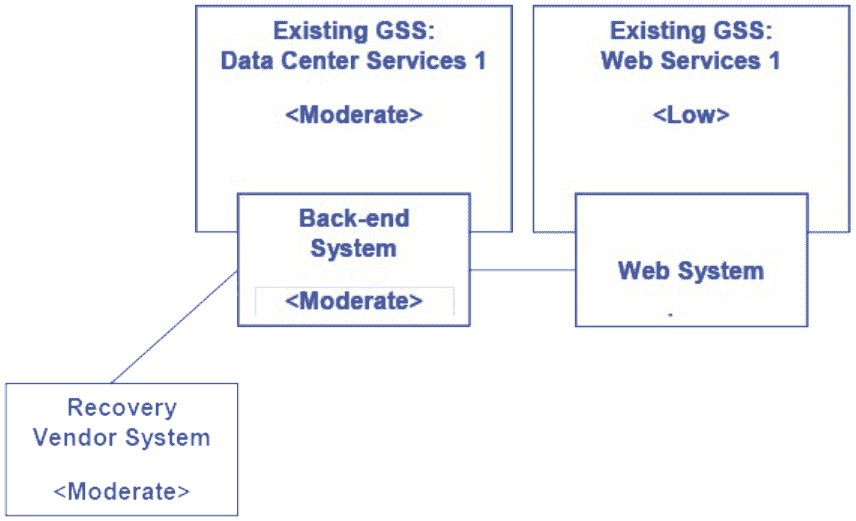 Existing GSS:
Data Center Services 1
<Moderate>
Existing GSS:
Web Services 1
<Low>
Back-end
System
<Moderate>
Web System
-
Recovery
Vendor System
<Moderate>